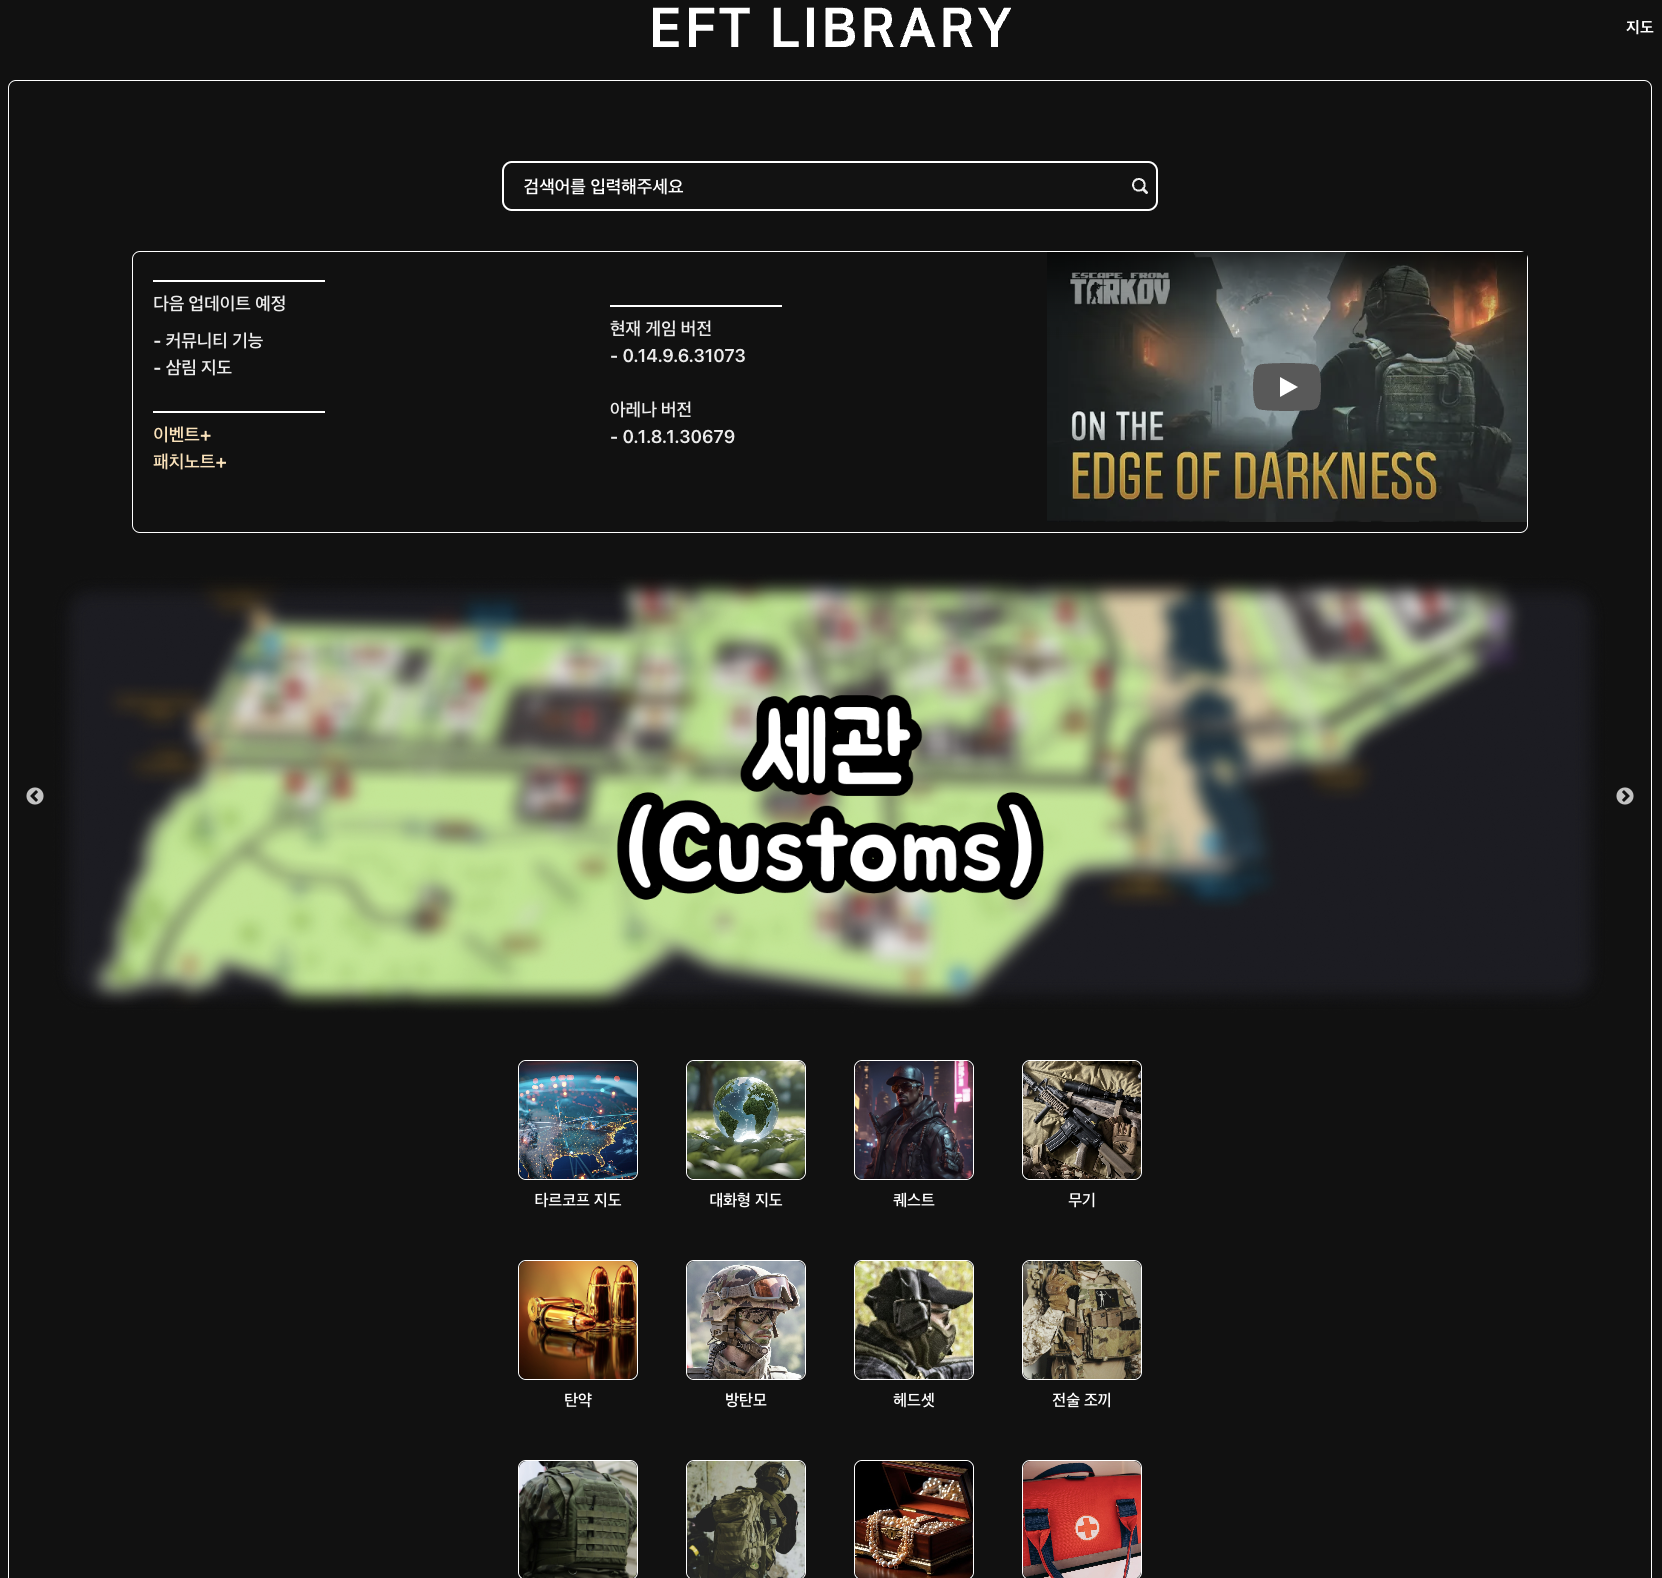 EFT LIBRARY
지도
검색어를 입력해주세요
다음 업데이트 예정
- 커뮤니티 기능
- 삼림 지도
이벤트+
패치노트+
현재 게임 버전
- 0.14.9.6.31073
아레나 버전
- 0.1.8.1.30679
ESCAPE FROM
TARKOV
ON THE
EDGE OF DARKNESS
세관
(Customs)
타르코프 지도
대화형 지도
퀘스트
무기
탄약
방탄모
헤드셋
전술 조끼